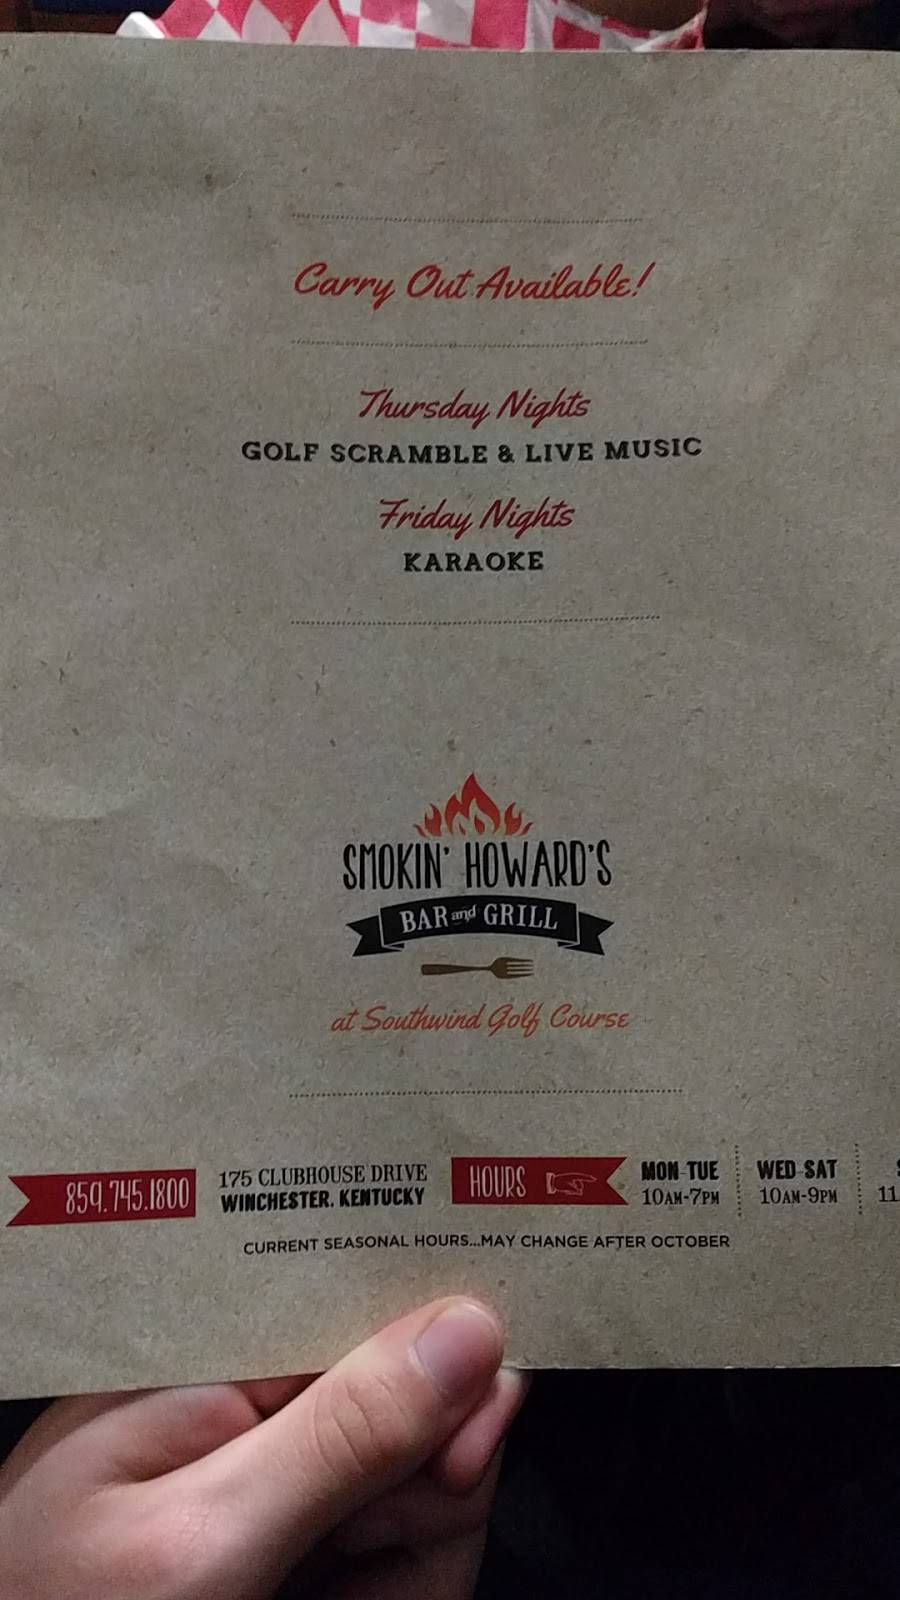 Carry Out Available!
Thursday Nights
GOLF SCRAMBLE & LIVE MUSIC
Friday Nights
KARAOKE
SMOKIN' HOWARD'S
BAR and GRILL
at Southwind Golf Course
859.745.1800
175 CLUBHOUSE DRIVE
WINCHESTER, KENTUCKY
HOURS
MON-TUE
10AM-7PM
WED-SAT
10AM-9PM
11
CURRENT SEASONAL HOURS...MAY CHANGE AFTER OCTOBER